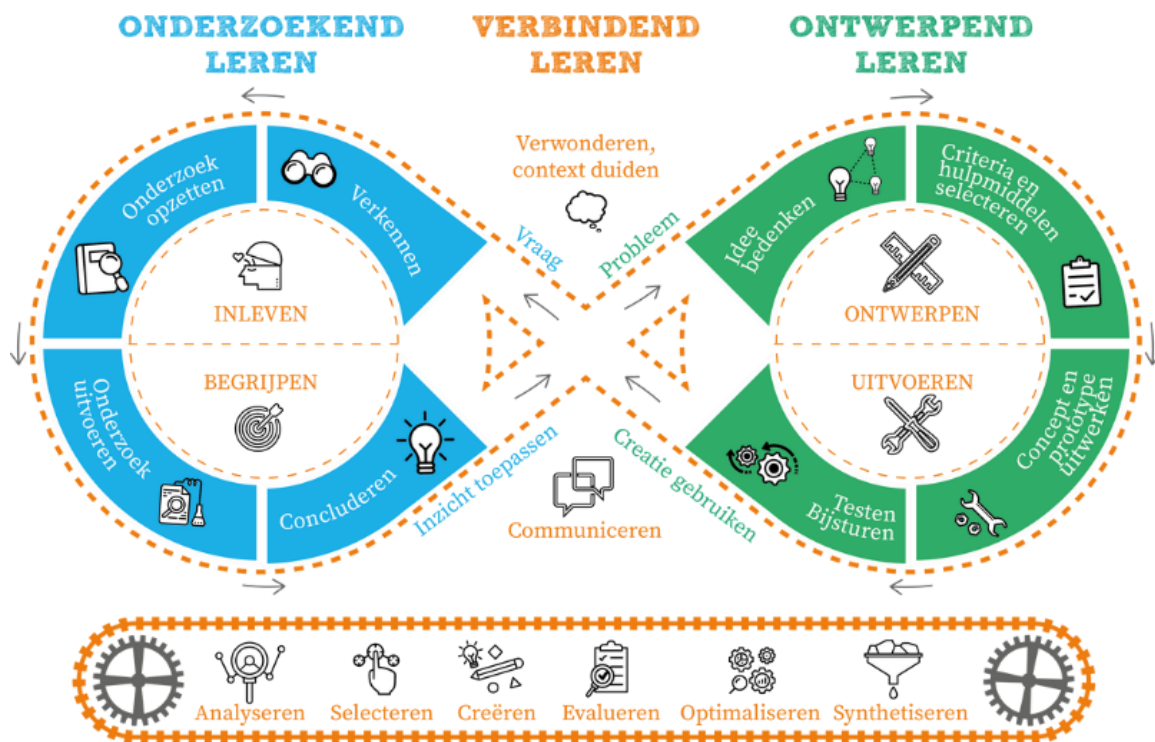 ONDERZOEKEND
LEREN
VERBINDEND
LEREN
ONTWERPEND
LEREN
Verwonderen,
context duiden
Onderzoek
opzetten
Verkennen
Vraag
Probleem
Idee
bedenken
Criteria en
hulpmiddelen
selecteren
INLEVEN
ONTWERPEN
BEGRIJPEN
UITVOEREN
Onderzoek
uitvoeren
Concluderen
Inzicht toepassen
Communiceren
Creatie gebruiken
Testen
Bijsturen
Concept en
prototype
uitwerken
Analyseren
Selecteren
Creëren
Evalueren
Optimaliseren
Synthetiseren